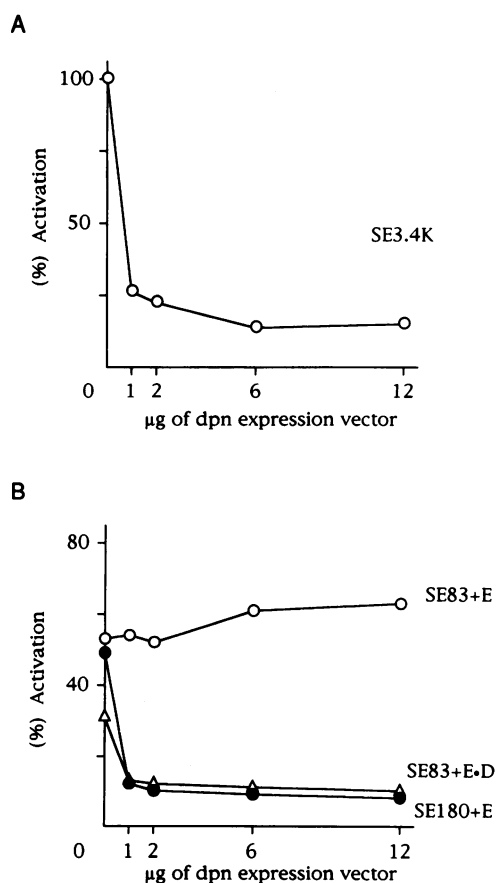 A
100
50
(%) Activation
SE3.4K
0 1 2 6 12
µg of dpn expression vector
B
80
40
(%) Activation
SE83+E
SE83+E•D
SE180+E
0 1 2 6 12
µg of dpn expression vector